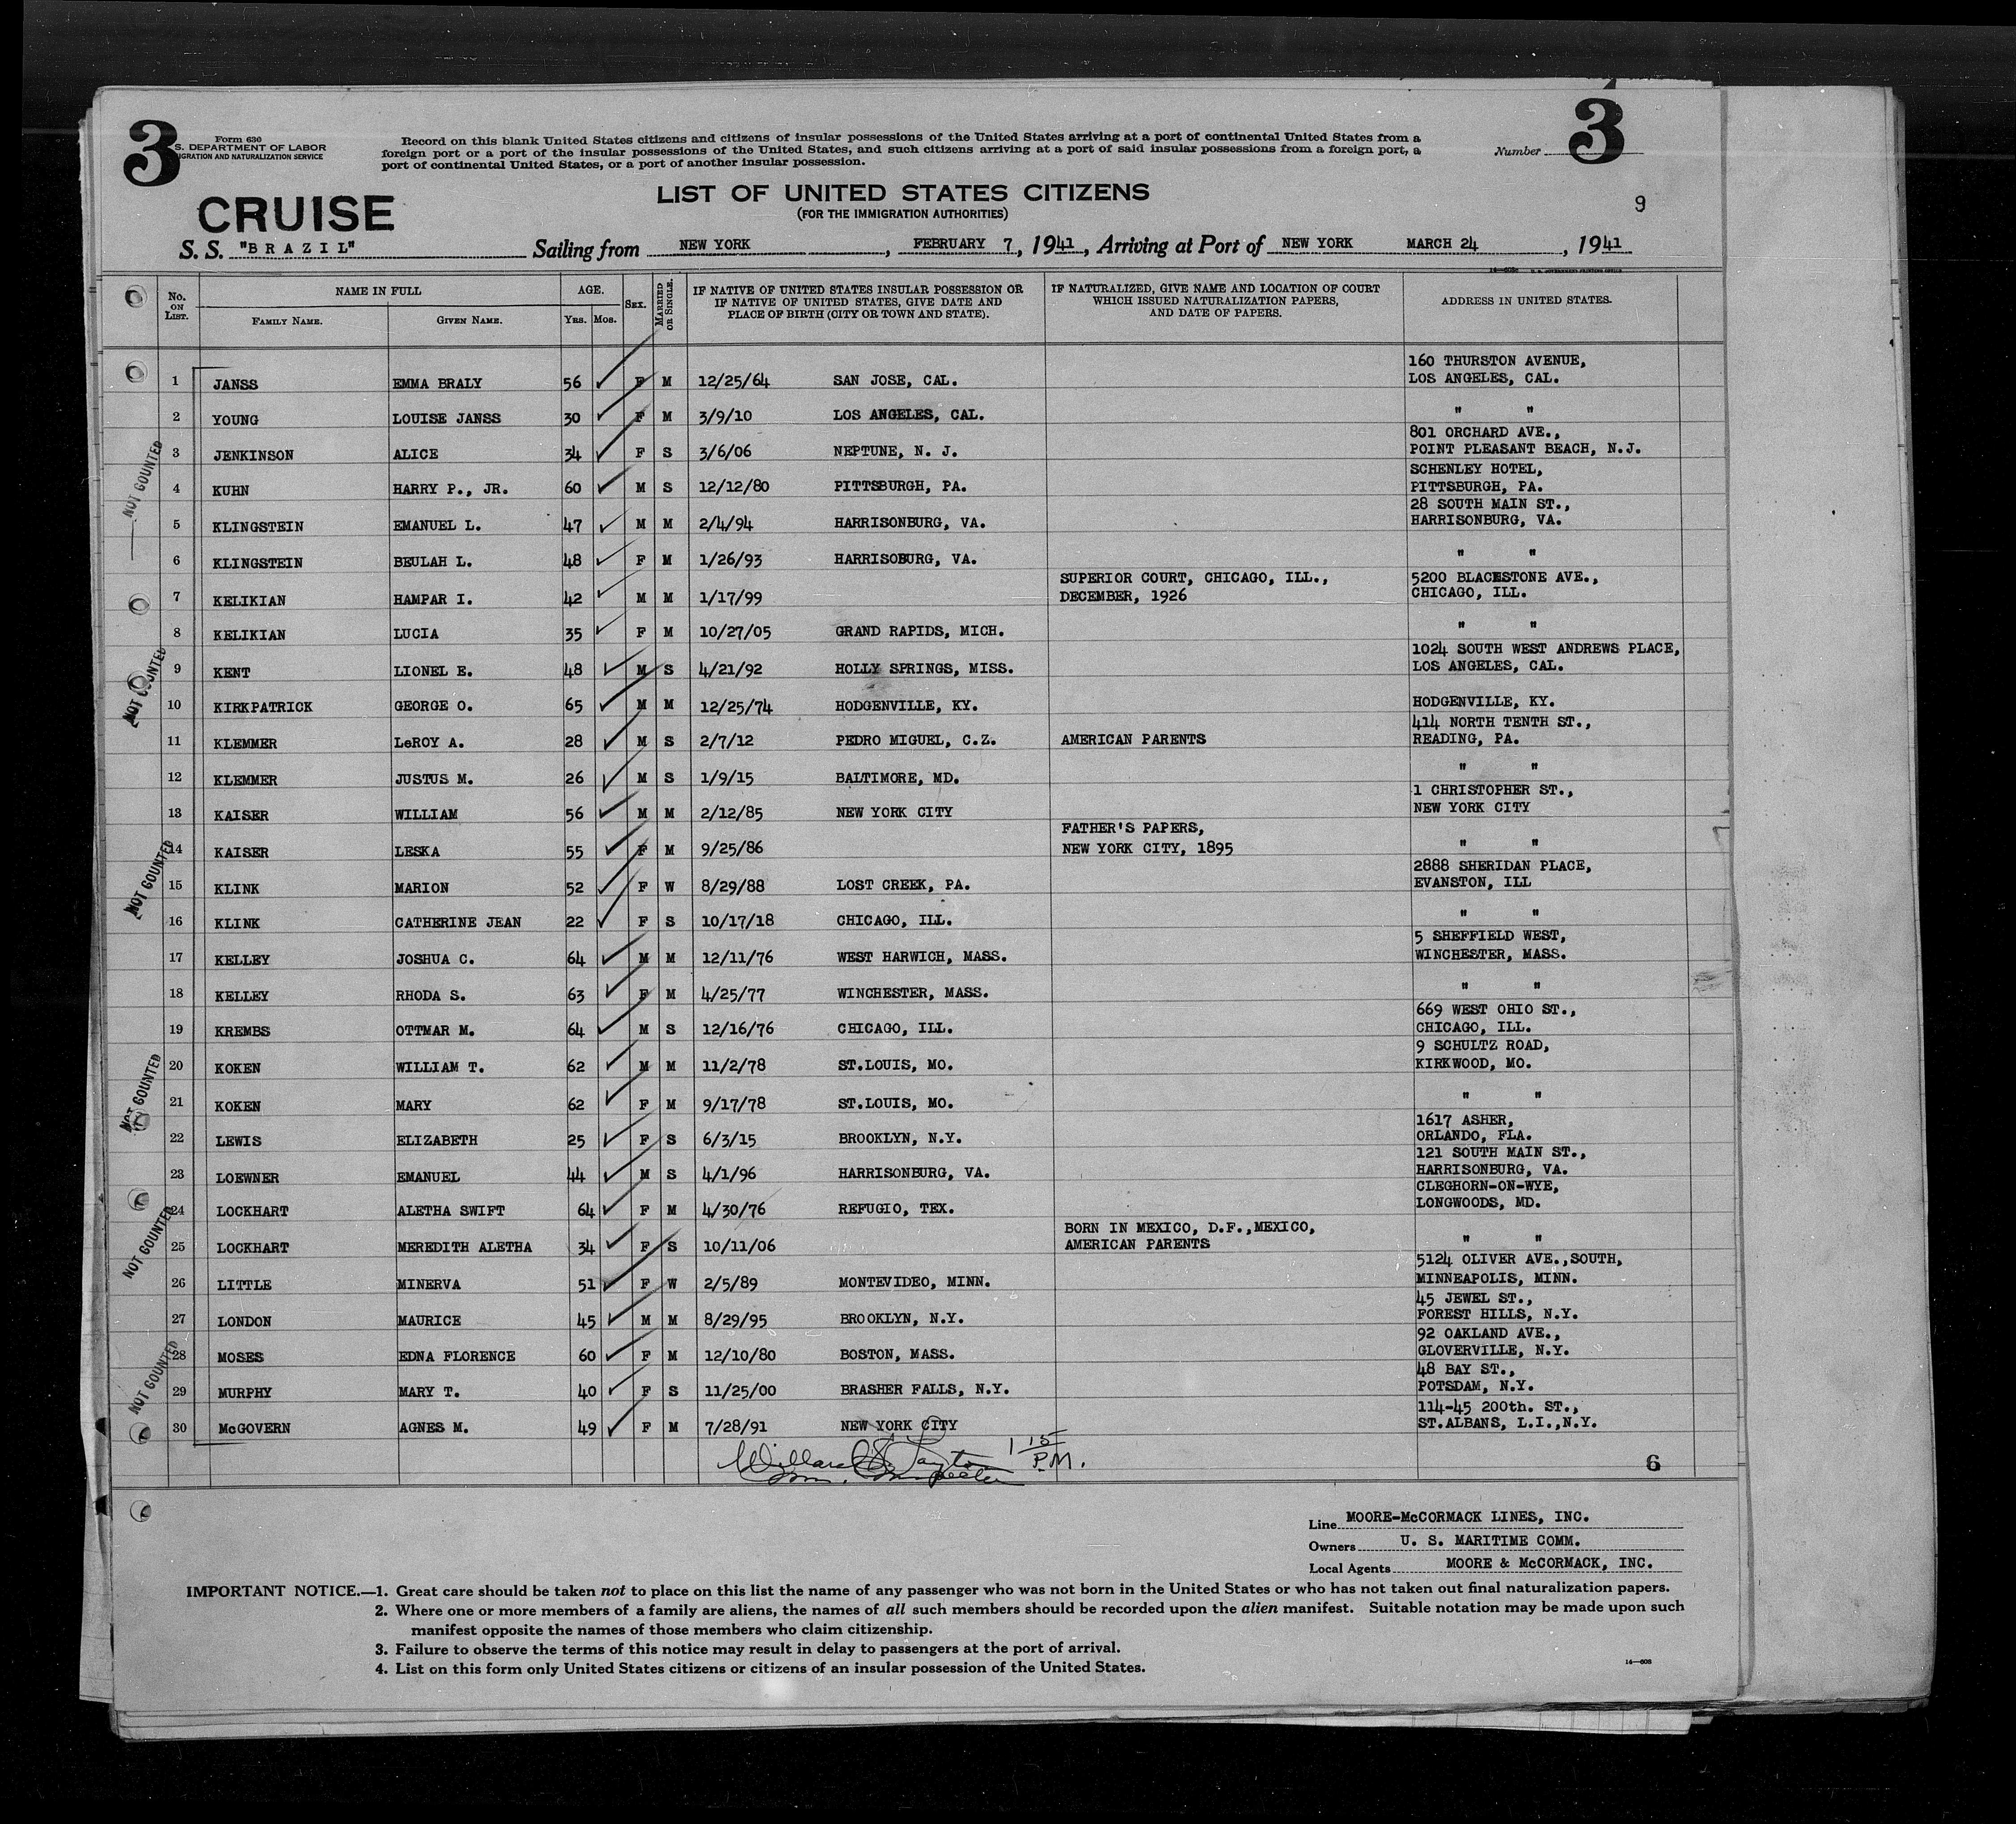 3
Form 630
S. DEPARTMENT OF LABOR
IGRATION AND NATURALIZATION SERVICE
Record on this blank United States citizens and citizens of insular possessions of the United States arriving at a port of continental United States from a
foreign port or a port of the insular possessions of the United States, and such citizens arriving at a port of said insular possessions from a foreign port, a
port of continental United States, or a port of another insular possession.
Number 3
LIST OF UNITED STATES CITIZENS
(FOR THE IMMIGRATION AUTHORITIES)
9
CRUISE
S. S. "BRAZIL" Sailing from NEW YORK, FEBRUARY 7, 1941, Arriving at Port of NEW YORK MARCH 24, 1941
No. ON LIST. NAME IN FULL FAMILY NAME. GIVEN NAME. AGE. YRS. MOS. SEX. MARRIED OR SINGLE. IF NATIVE OF UNITED STATES INSULAR POSSESSION OR IF NATIVE OF UNITED STATES, GIVE DATE AND PLACE OF BIRTH (CITY OR TOWN AND STATE). IF NATURALIZED, GIVE NAME AND LOCATION OF COURT WHICH ISSUED NATURALIZATION PAPERS, AND DATE OF PAPERS. ADDRESS IN UNITED STATES.
160 THURSTON AVENUE,
1 JANSS EMMA BRALY 56 F M 12/25/64 SAN JOSE, CAL. LOS ANGELES, CAL.
2 YOUNG LOUISE JANSS 30 F M 3/9/10 LOS ANGELES, CAL. " "
801 ORCHARD AVE.,
3 JENKINSON ALICE 34 F S 3/6/06 NEPTUNE, N. J. POINT PLEASANT BEACH, N.J.
SCHENLEY HOTEL,
4 KUHN HARRY P., JR. 60 M S 12/12/80 PITTSBURGH, PA. PITTSBURGH, PA.
28 SOUTH MAIN ST.,
5 KLINGSTEIN EMANUEL L. 47 M M 2/4/94 HARRISONBURG, VA. HARRISONBURG, VA.
6 KLINGSTEIN BEULAH L. 48 F M 1/26/93 HARRISOBURG, VA. " "
SUPERIOR COURT, CHICAGO, ILL., 5200 BLACKSTONE AVE.,
7 KELIKIAN HAMPAR I. 42 M M 1/17/99 DECEMBER, 1926 CHICAGO, ILL.
8 KELIKIAN LUCIA 35 F M 10/27/05 GRAND RAPIDS, MICH. " "
1024 SOUTH WEST ANDREWS PLACE,
9 KENT LIONEL E. 48 M S 4/21/92 HOLLY SPRINGS, MISS. LOS ANGELES, CAL.
10 KIRKPATRICK GEORGE O. 65 M M 12/25/74 HODGENVILLE, KY. HODGENVILLE, KY.
414 NORTH TENTH ST.,
11 KLEMMER LeROY A. 28 M S 2/7/12 PEDRO MIGUEL, C.Z. AMERICAN PARENTS READING, PA.
12 KLEMMER JUSTUS M. 26 M S 1/9/15 BALTIMORE, MD. " "
1 CHRISTOPHER ST.,
13 KAISER WILLIAM 56 M M 2/12/85 NEW YORK CITY NEW YORK CITY
FATHER'S PAPERS,
14 KAISER LESKA 55 F M 9/25/86 NEW YORK CITY, 1895 " "
2888 SHERIDAN PLACE,
15 KLINK MARION 52 F W 8/29/88 LOST CREEK, PA. EVANSTON, ILL
16 KLINK CATHERINE JEAN 22 F S 10/17/18 CHICAGO, ILL. " "
5 SHEFFIELD WEST,
17 KELLEY JOSHUA C. 64 M M 12/11/76 WEST HARWICH, MASS. WINCHESTER, MASS.
18 KELLEY RHODA S. 63 F M 4/25/77 WINCHESTER, MASS. " "
669 WEST OHIO ST.,
19 KREMBS OTTMAR M. 64 M S 12/16/76 CHICAGO, ILL. CHICAGO, ILL.
9 SCHULTZ ROAD,
20 KOKEN WILLIAM T. 62 M M 11/2/78 ST.LOUIS, MO. KIRKWOOD, MO.
21 KOKEN MARY 62 F M 9/17/78 ST.LOUIS, MO. " "
1617 ASHER,
22 LEWIS ELIZABETH 25 F S 6/3/15 BROOKLYN, N.Y. ORLANDO, FLA.
121 SOUTH MAIN ST.,
23 LOEWNER EMANUEL 44 M S 4/1/96 HARRISONBURG, VA. HARRISONBURG, VA.
CLEGHORN-ON-WYE,
24 LOCKHART ALETHA SWIFT 64 F M 4/30/76 REFUGIO, TEX. LONGWOODS, MD.
BORN IN MEXICO, D.F.,MEXICO,
25 LOCKHART MEREDITH ALETHA 34 F S 10/11/06 AMERICAN PARENTS " "
5124 OLIVER AVE.,SOUTH,
26 LITTLE MINERVA 51 F W 2/5/89 MONTEVIDEO, MINN. MINNEAPOLIS, MINN.
45 JEWEL ST.,
27 LONDON MAURICE 45 M M 8/29/95 BROOKLYN, N.Y. FOREST HILLS, N.Y.
92 OAKLAND AVE.,
28 MOSES EDNA FLORENCE 60 F M 12/10/80 BOSTON, MASS. GLOVERVILLE, N.Y.
48 BAY ST.,
29 MURPHY MARY T. 40 F S 11/25/00 BRASHER FALLS, N.Y. POTSDAM, N.Y.
114-45 200th. ST.,
30 McGOVERN AGNES M. 49 F M 7/28/91 NEW YORK CITY ST.ALBANS, L.I.,N.Y.
NOT COUNTED
NOT COUNTED
NOT COUNTED
NOT COUNTED
NOT COUNTED
NOT COUNTED
1 15 P.M.
6
Line MOORE-McCORMACK LINES, INC.
Owners U. S. MARITIME COMM.
Local Agents MOORE & McCORMACK, INC.
IMPORTANT NOTICE.—1. Great care should be taken not to place on this list the name of any passenger who was not born in the United States or who has not taken out final naturalization papers.
2. Where one or more members of a family are aliens, the names of all such members should be recorded upon the alien manifest. Suitable notation may be made upon such
manifest opposite the names of those members who claim citizenship.
3. Failure to observe the terms of this notice may result in delay to passengers at the port of arrival.
4. List on this form only United States citizens or citizens of an insular possession of the United States.
14—608